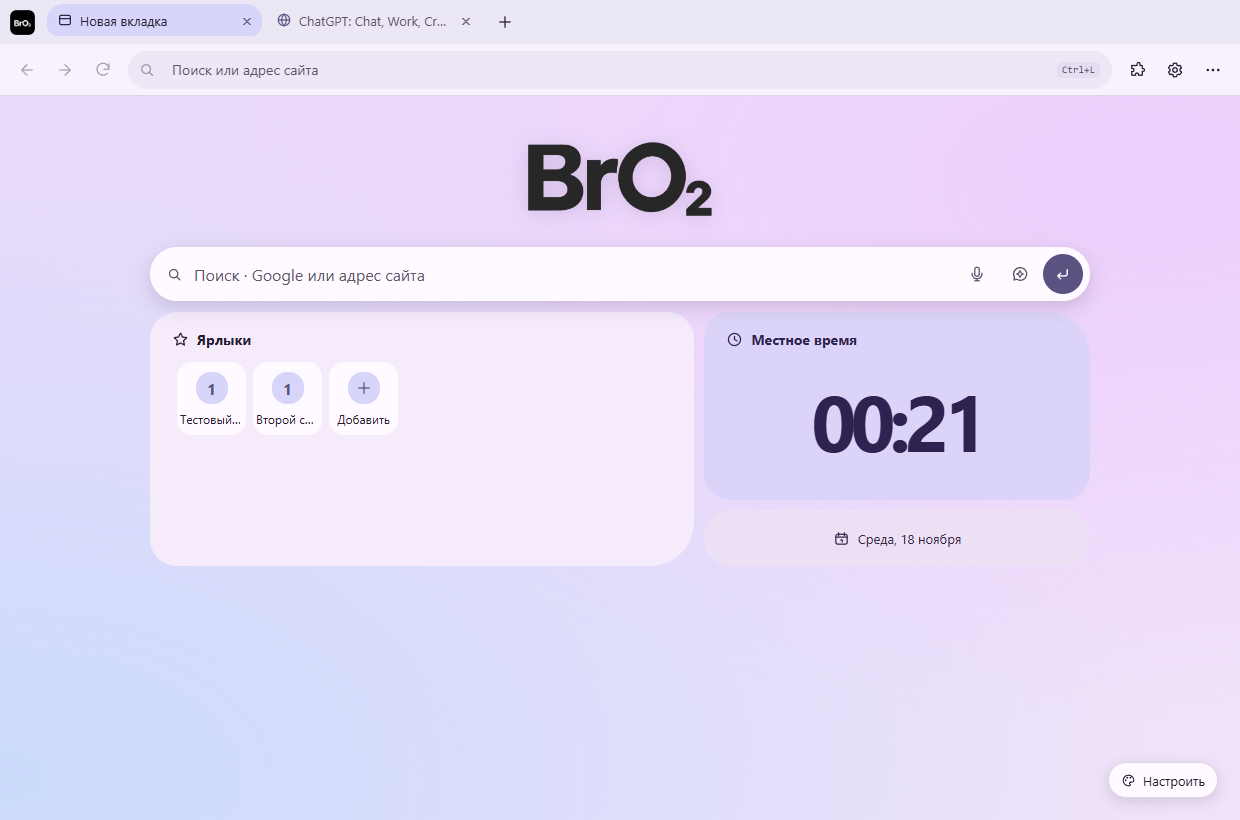 BrO₂ Новая вкладка ChatGPT: Chat, Work, Cr...
Поиск или адрес сайта Ctrl+L
BrO₂
Поиск · Google или адрес сайта
Ярлыки
1 1
Тестовый... Второй с... Добавить
Местное время
00:21
Среда, 18 ноября
Настроить